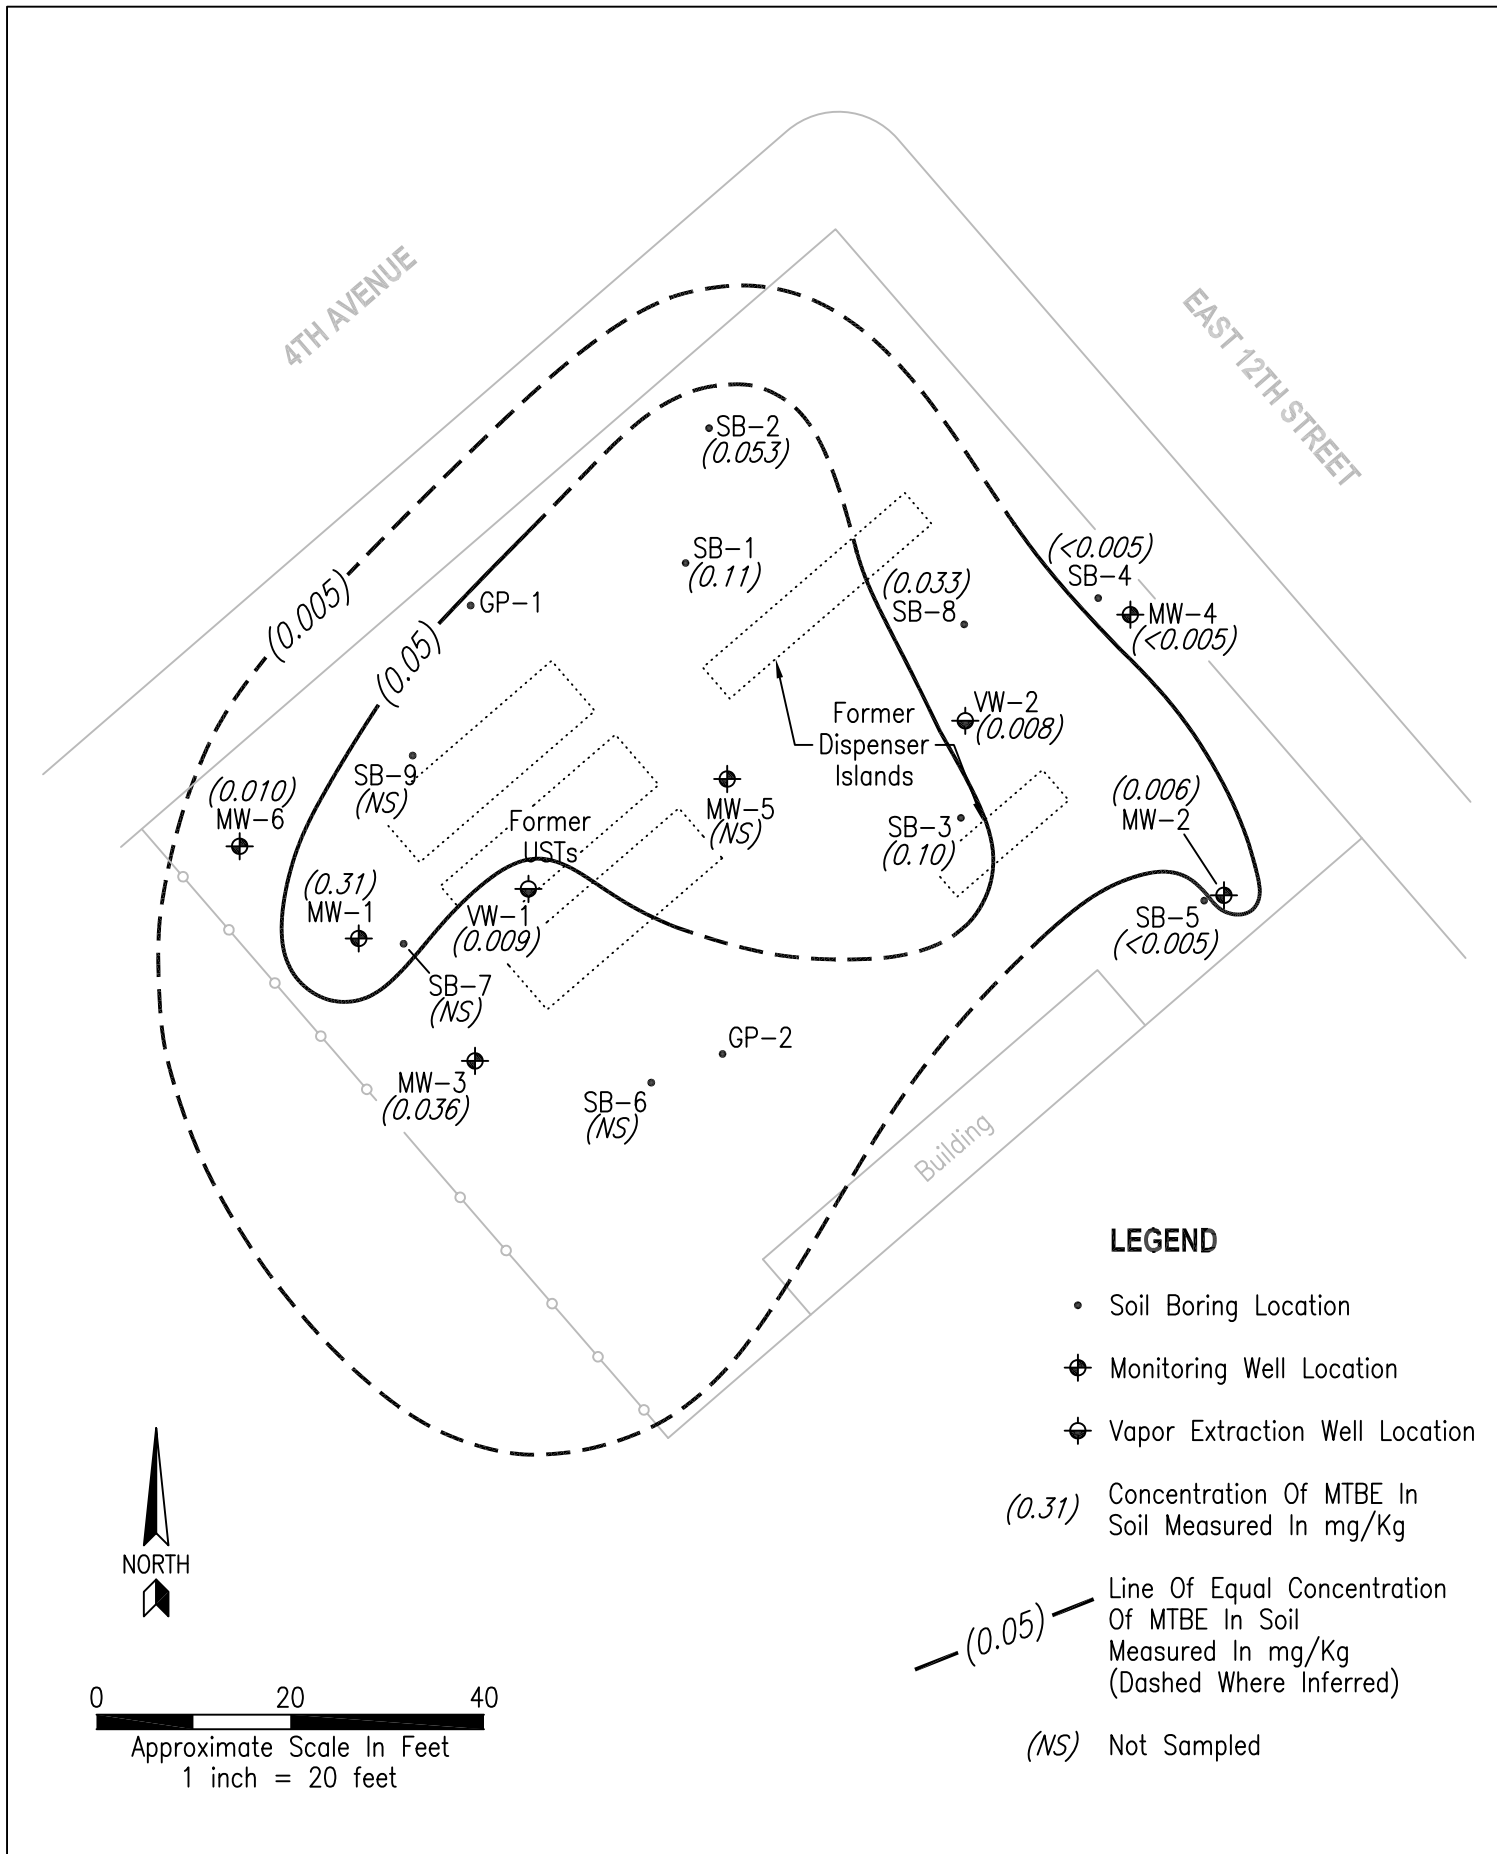 4TH AVENUE
EAST 12TH STREET
SB-2
(0.053)
SB-1
(0.11)
(<0.005)
SB-4
(0.033)
SB-8
MW-4
(<0.005)
(0.005)
GP-1
(0.05)
VW-2
(0.008)
Former
Dispenser
Islands
SB-9
(NS)
(0.010)
MW-6
MW-5
(NS)
(0.006)
MW-2
Former
USTs
SB-3
(0.10)
(0.31)
MW-1
VW-1
(0.009)
SB-5
(<0.005)
SB-7
(NS)
GP-2
MW-3
(0.036)
SB-6
(NS)
Building
LEGEND
Soil Boring Location
Monitoring Well Location
Vapor Extraction Well Location
(0.31) Concentration Of MTBE In
Soil Measured In mg/Kg
Line Of Equal Concentration
(0.05) Of MTBE In Soil
Measured In mg/Kg
(Dashed Where Inferred)
(NS) Not Sampled
NORTH
0 20 40
Approximate Scale In Feet
1 inch = 20 feet